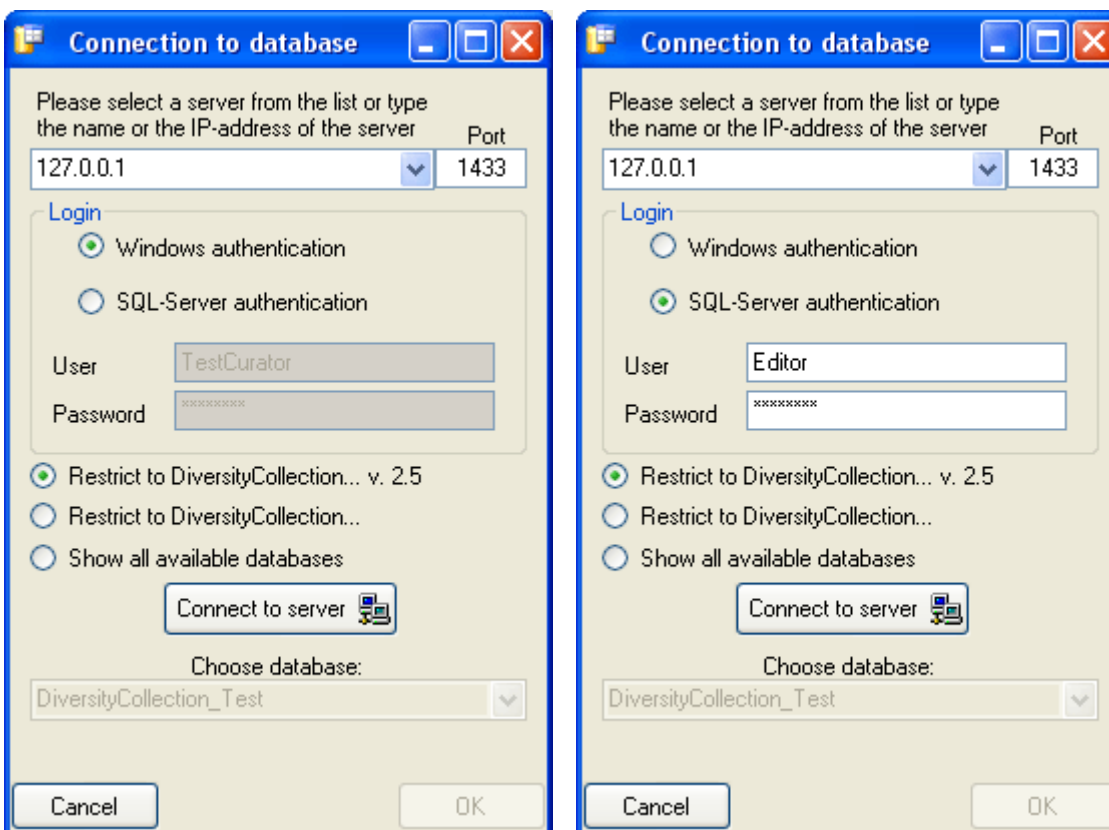 Connection to database
Please select a server from the list or type
the name or the IP-address of the server
Port
127.0.0.1
1433
Login
Windows authentication
SQL-Server authentication
User
TestCurator
Password
********
Restrict to DiversityCollection... v. 2.5
Restrict to DiversityCollection...
Show all available databases
Connect to server
Choose database:
DiversityCollection_Test
Cancel
OK
Connection to database
Please select a server from the list or type
the name or the IP-address of the server
Port
127.0.0.1
1433
Login
Windows authentication
SQL-Server authentication
User
Editor
Password
********
Restrict to DiversityCollection... v. 2.5
Restrict to DiversityCollection...
Show all available databases
Connect to server
Choose database:
DiversityCollection_Test
Cancel
OK